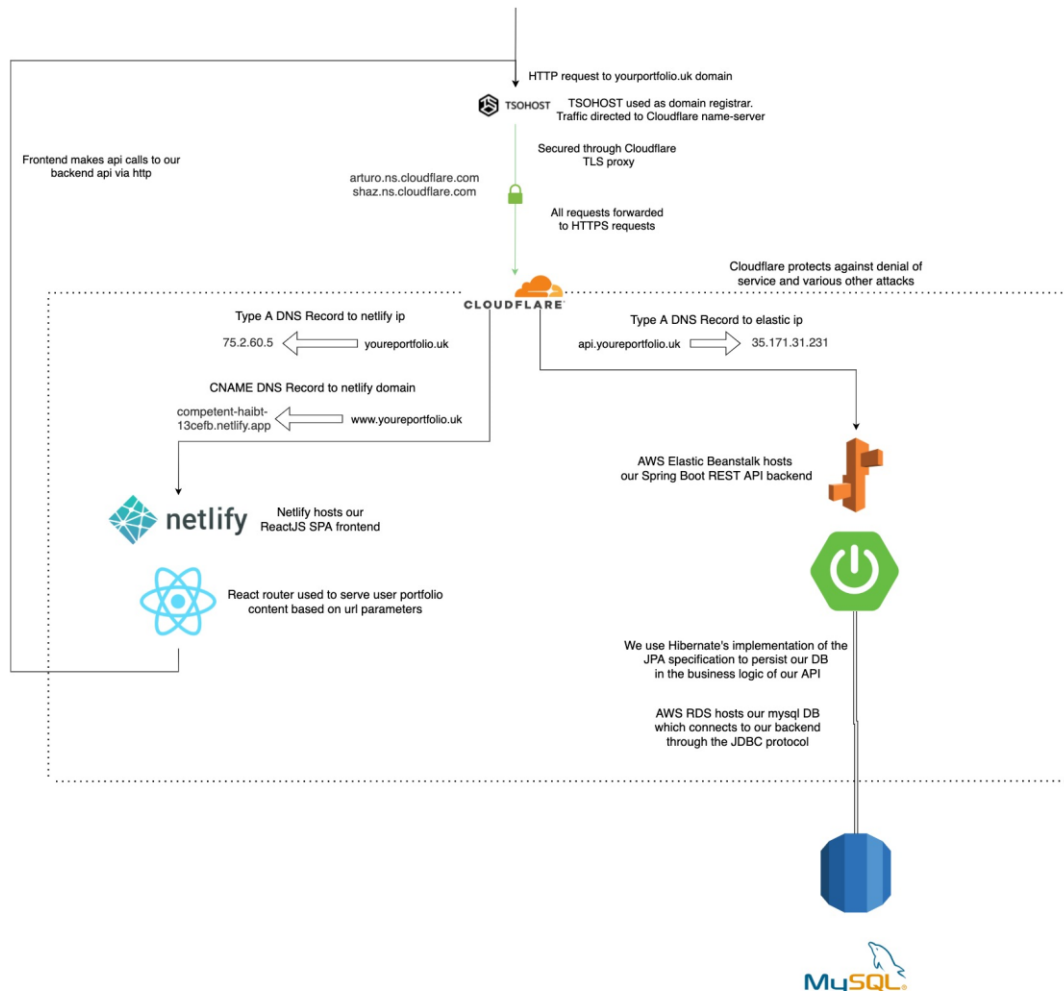 HTTP request to yourportfolio.uk domain
TSOHOST
TSOHOST used as domain registrar.
Traffic directed to Cloudflare name-server
Secured through Cloudflare
TLS proxy
Frontend makes api calls to our
backend api via http
arturo.ns.cloudflare.com
shaz.ns.cloudflare.com
All requests forwarded
to HTTPS requests
Cloudflare protects against denial of
service and various other attacks
CLOUDFLARE
Type A DNS Record to netlify ip
75.2.60.5
youreportfolio.uk
Type A DNS Record to elastic ip
api.youreportfolio.uk
35.171.31.231
CNAME DNS Record to netlify domain
competent-haibt-
13cefb.netlify.app
www.youreportfolio.uk
AWS Elastic Beanstalk hosts
our Spring Boot REST API backend
netlify
Netlify hosts our
ReactJS SPA frontend
React router used to serve user portfolio
content based on url parameters
We use Hibernate's implementation of the
JPA specification to persist our DB
in the business logic of our API
AWS RDS hosts our mysql DB
which connects to our backend
through the JDBC protocol
MySQL